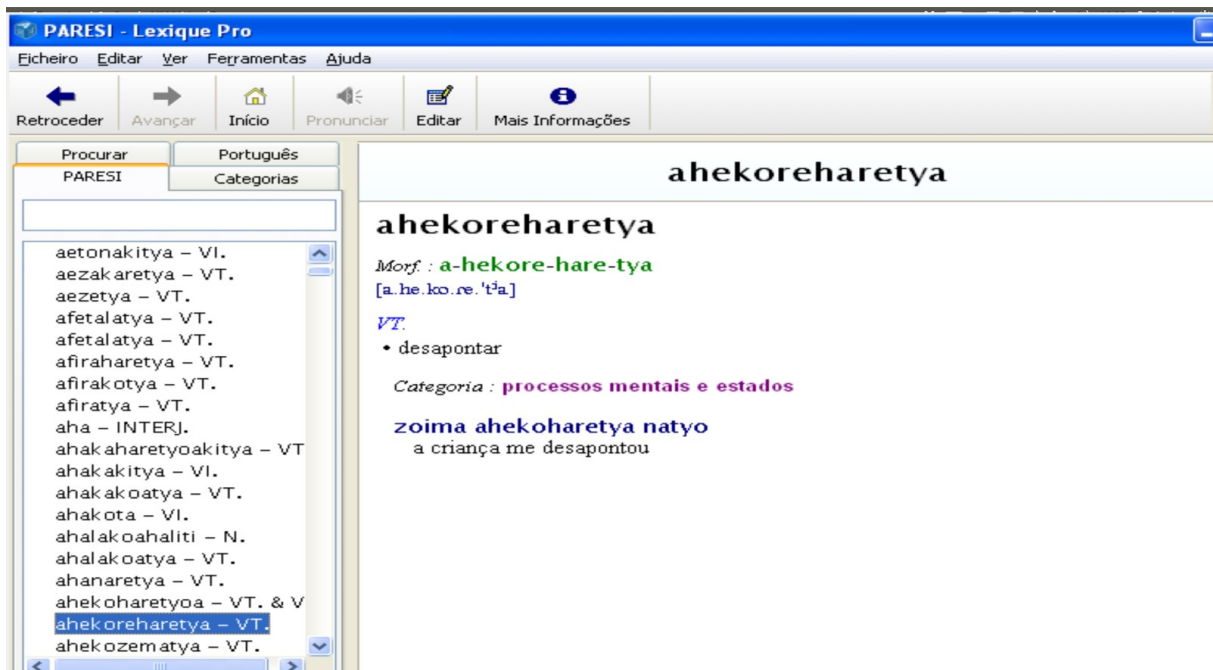 PARESI - Lexique Pro
Ficheiro Editar Ver Ferramentas Ajuda
Retroceder Avançar Início Pronunciar Editar Mais Informações
Procurar Português
PARESI Categorias
aetonakitya – VI.
aezakaretya – VT.
aezetya – VT.
afetalatya – VT.
afetalatya – VT.
afiraharetya – VT.
afirakotya – VT.
afiratya – VT.
aha – INTERJ.
ahakaharetyoakitya – VT
ahakakitya – VI.
ahakakoatya – VT.
ahakota – VI.
ahalakoahaliti – N.
ahalakoatya – VT.
ahanaretya – VT.
ahekoharetyoa – VT. & V
ahekoreharetya – VT.
ahekozematya – VT.
ahekoreharetya
ahekoreharetya
Morf. : a-hekore-hare-tya
[a.he.ko.ɾe.'tʲa]
VT.
• desapontar
Categoria : processos mentais e estados
zoima ahekoharetya natyo
a criança me desapontou